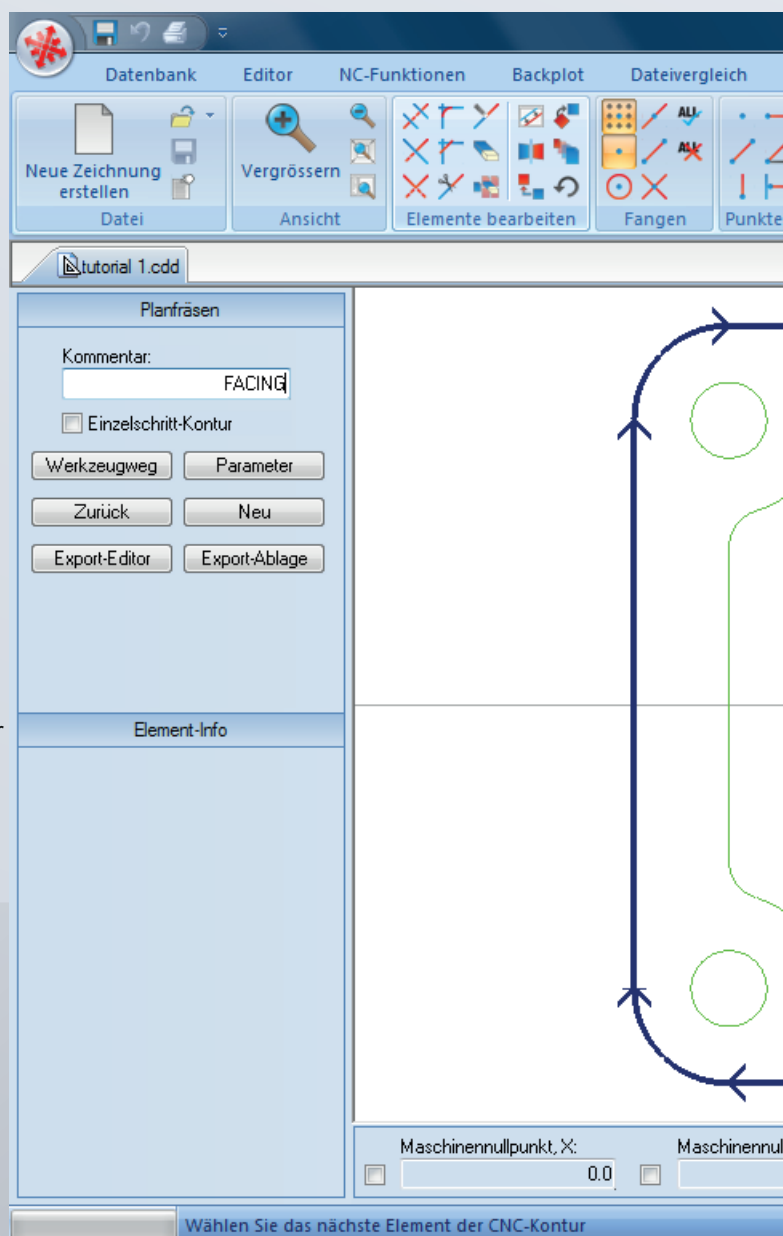 Datenbank Editor NC-Funktionen Backplot Dateivergleich
Neue Zeichnung erstellen
Vergrössern
ALL
Datei Ansicht Elemente bearbeiten Fangen Punkte
tutorial 1.cdd
Planfräsen
Kommentar:
FACING
Einzelschritt-Kontur
Werkzeugweg Parameter
Zurück Neu
Export-Editor Export-Ablage
Element-Info
Maschinennullpunkt, X:
0.0
Wählen Sie das nächste Element der CNC-Kontur